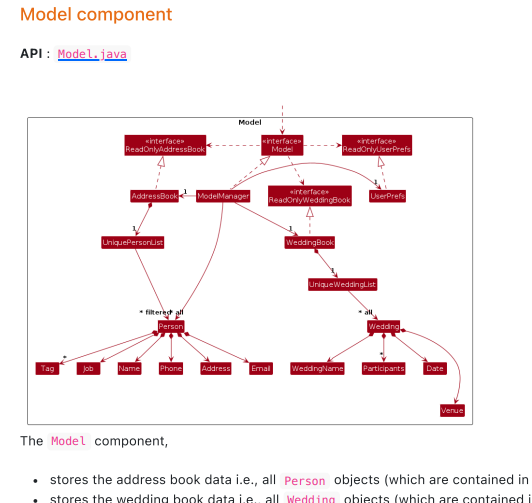 Model component
API : Model.java
Model
«interface»
ReadOnlyAddressBook
«interface»
Model
«interface»
ReadOnlyUserPrefs
AddressBook
1
ModelManager
«interface»
ReadOnlyWeddingBook
1
UserPrefs
1
UniquePersonList
1
WeddingBook
1
UniqueWeddingList
* filtered
* all
* all
Person
Wedding
*
*
Tag
Job
Name
Phone
Address
Email
WeddingName
Participants
Date
Venue
The Model component,
• stores the address book data i.e., all Person objects (which are contained in
• stores the wedding book data i.e., all Wedding objects (which are contained i